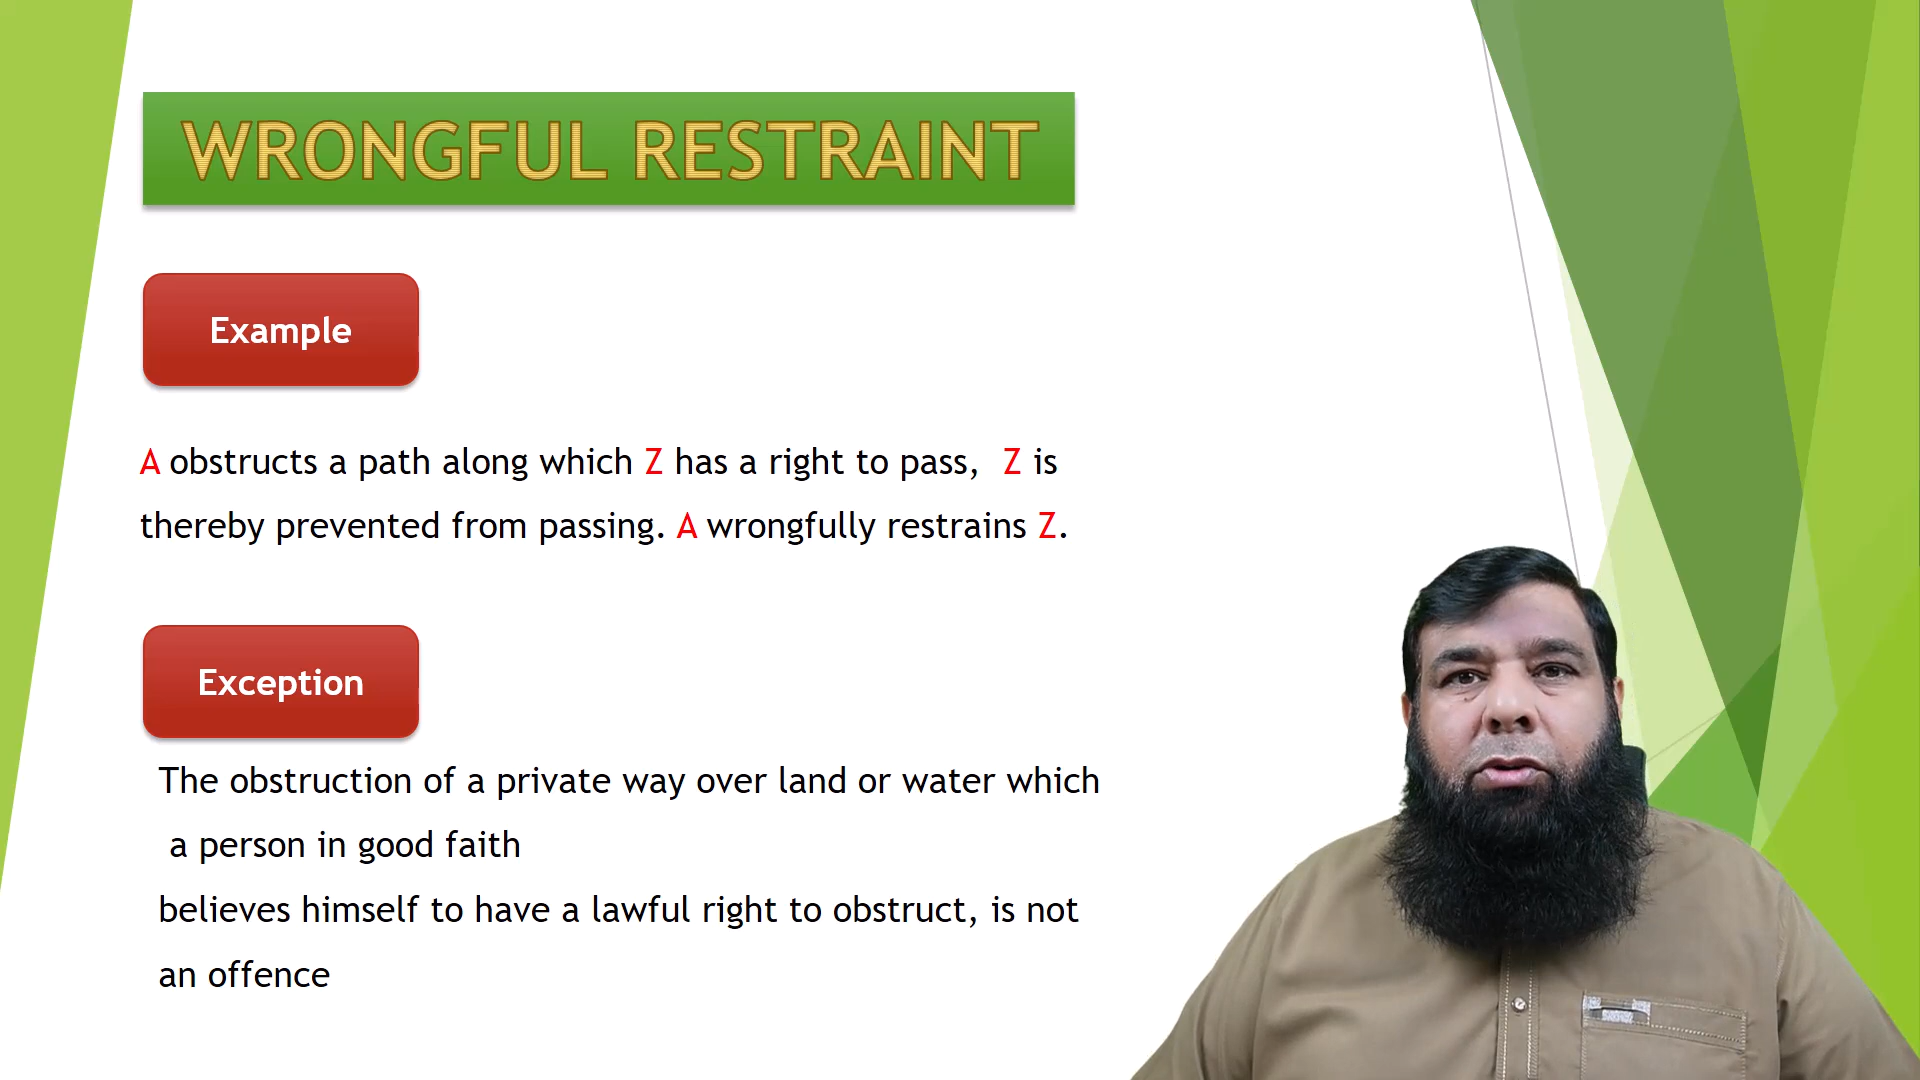 WRONGFUL RESTRAINT
Example
A obstructs a path along which Z has a right to pass, Z is
thereby prevented from passing. A wrongfully restrains Z.
Exception
The obstruction of a private way over land or water which
a person in good faith
believes himself to have a lawful right to obstruct, is not
an offence